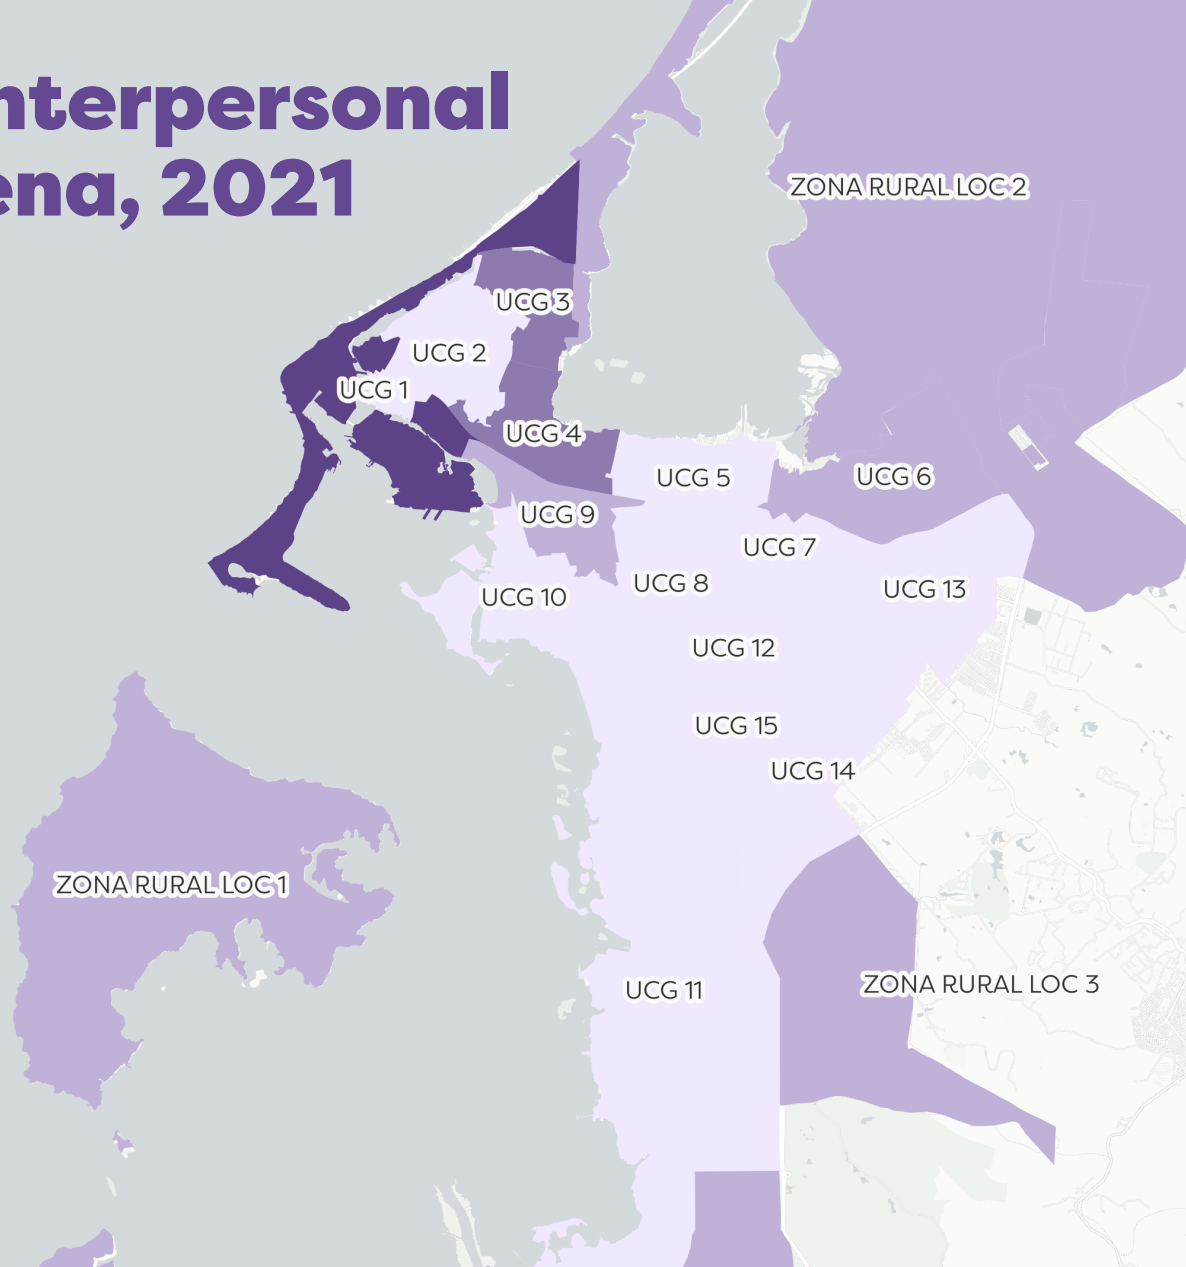 nterpersonal
ena, 2021
ZONA RURAL LOC 2
UCG 3
UCG 2
UCG 1
UCG 4
UCG 5
UCG 6
UCG 9
UCG 7
UCG 8
UCG 13
UCG 10
UCG 12
UCG 15
UCG 14
ZONA RURAL LOC 1
ZONA RURAL LOC 3
UCG 11